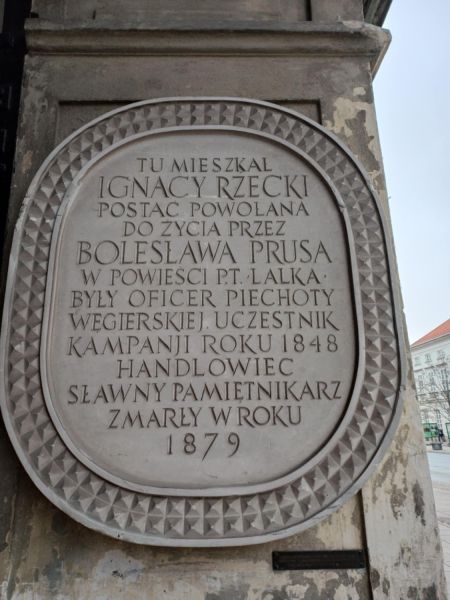 TU MIESZKAŁ
IGNACY RZECKI
POSTAĆ POWOŁANA
DO ŻYCIA PRZEZ
BOLESŁAWA PRUSA
W POWIEŚCI P.T. „LALKA"
BYŁY OFICER PIECHOTY
WĘGIERSKIEJ. UCZESTNIK
KAMPANJI ROKU 1848
HANDLOWIEC
SŁAWNY PAMIĘTNIKARZ
ZMARŁY W ROKU
1879